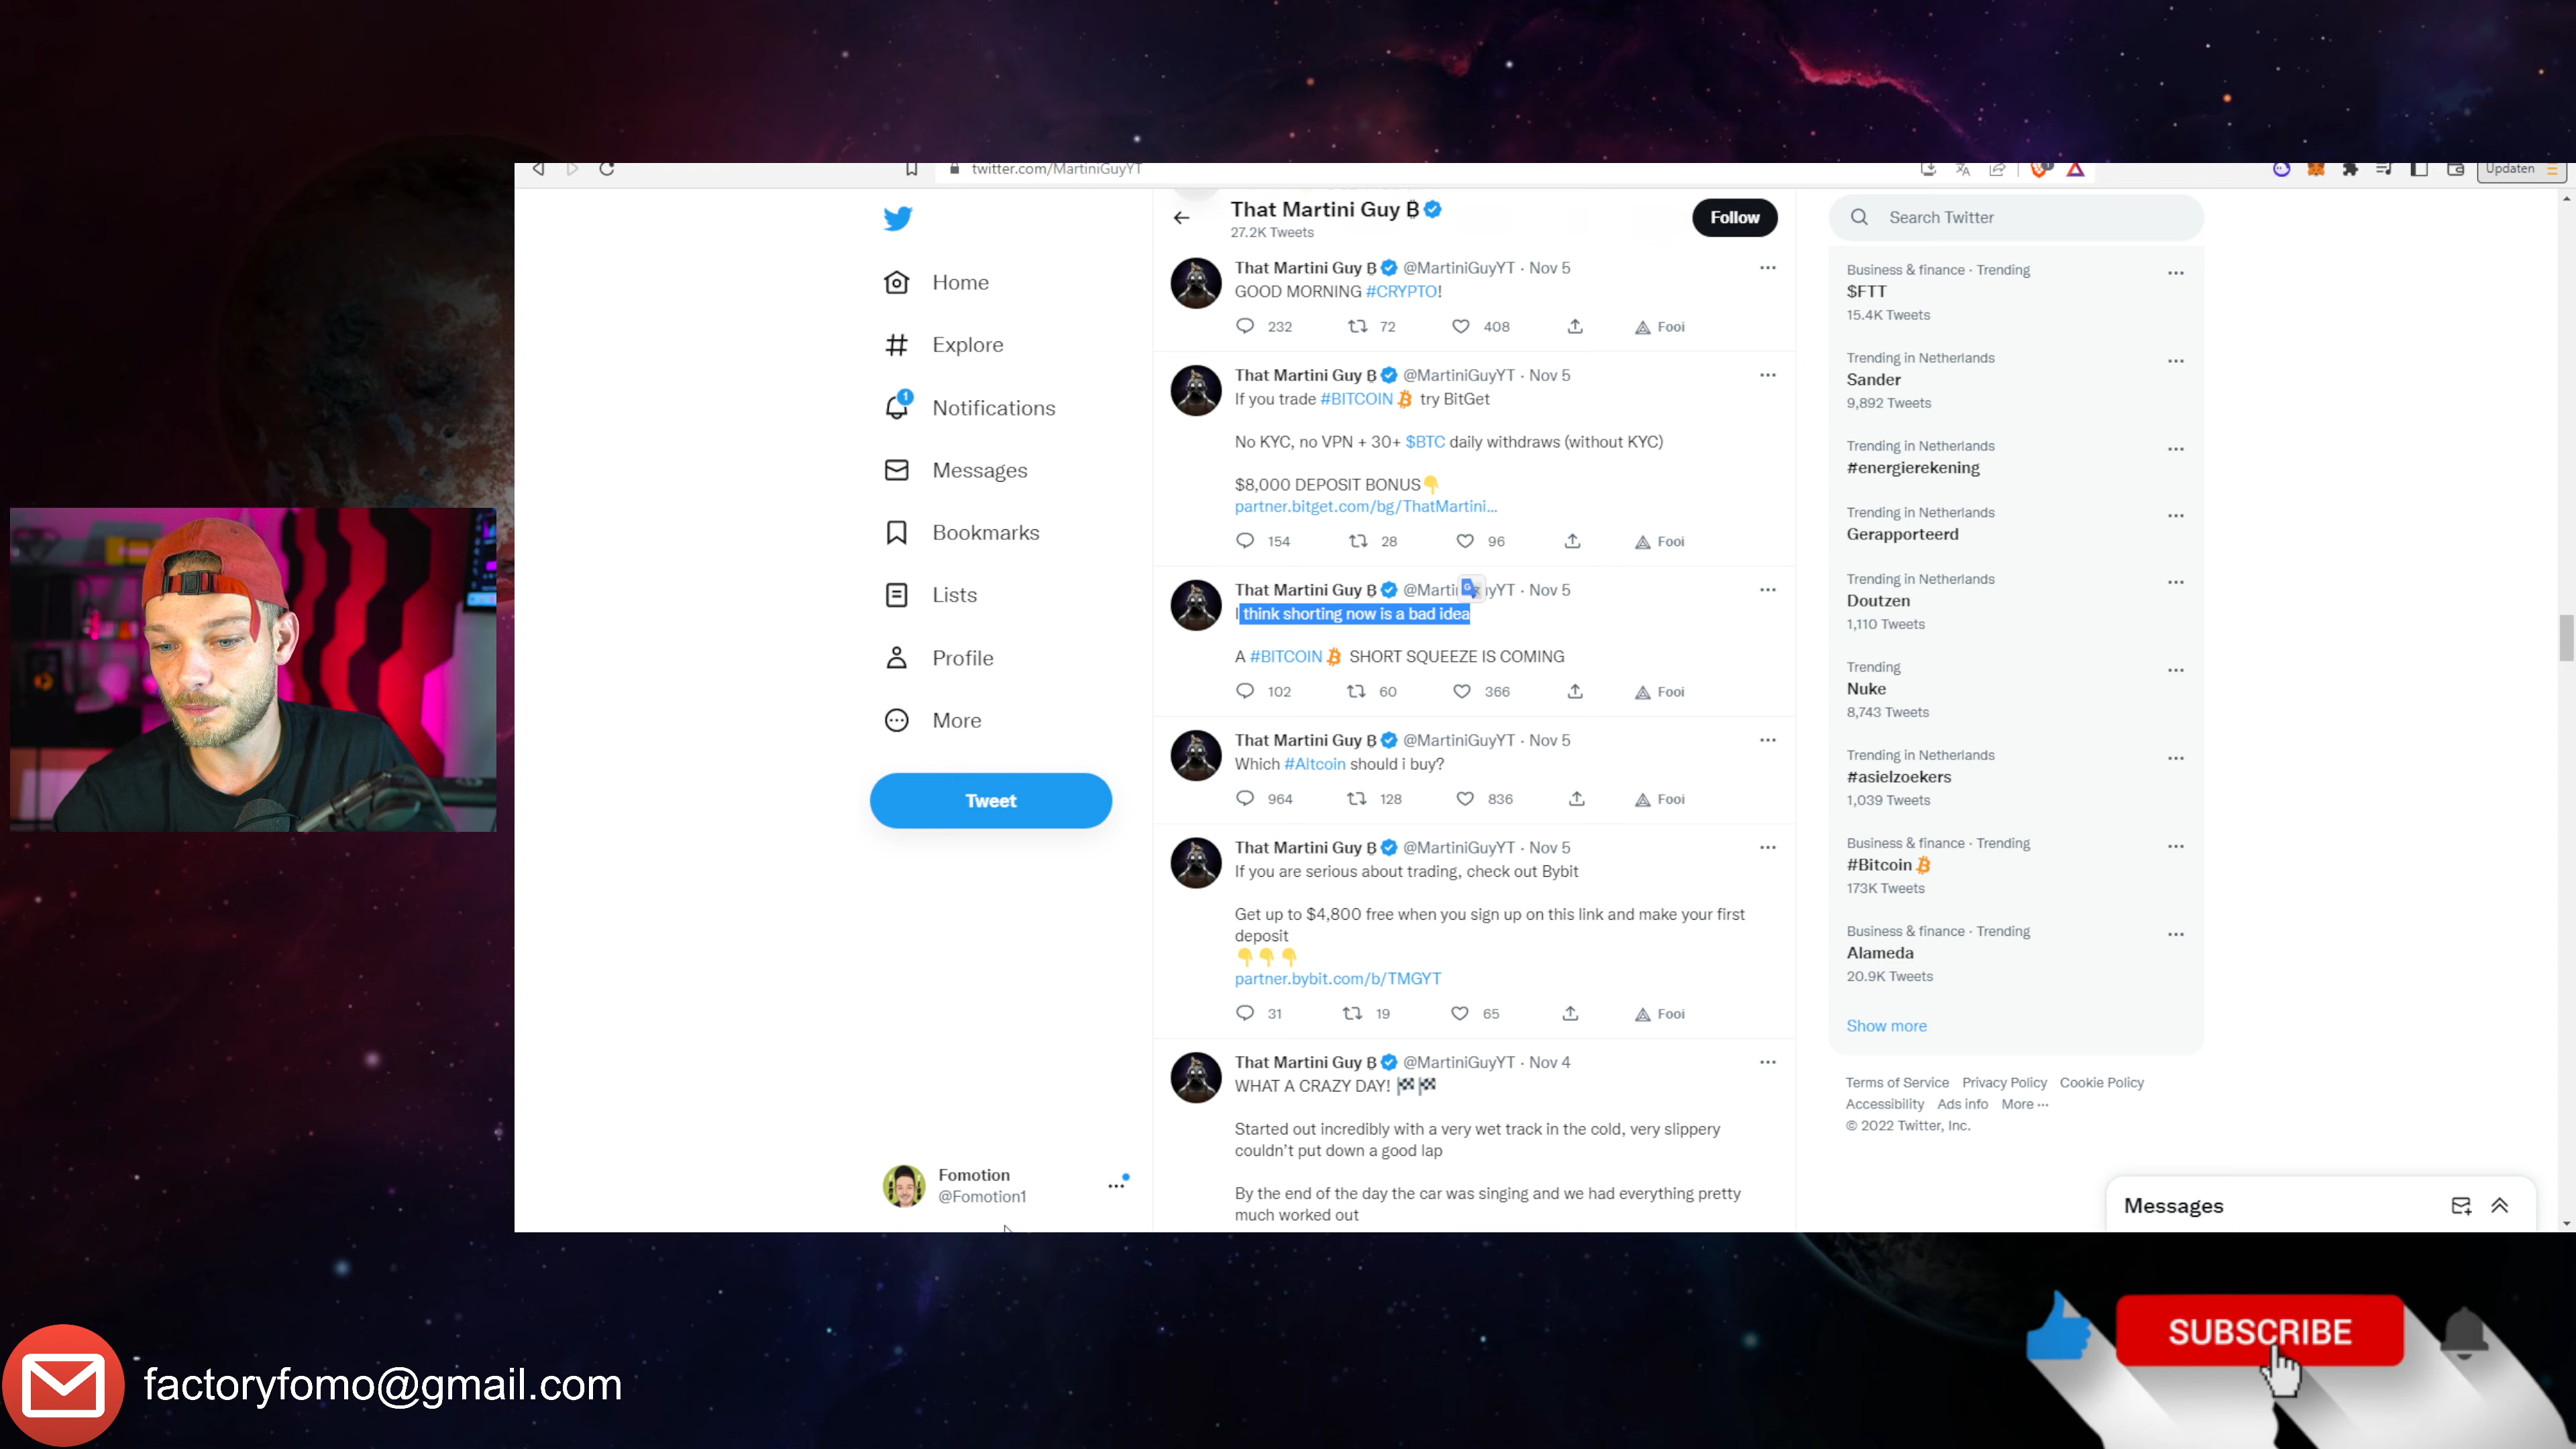 twitter.com/MartiniGuyYT
Updaten
That Martini Guy ₿
27.2K Tweets
Follow
Search Twitter
Home
Explore
1
Notifications
Messages
Bookmarks
Lists
Profile
More
Tweet
Fomotion
@Fomotion1
That Martini Guy ₿ @MartiniGuyYT · Nov 5
GOOD MORNING #CRYPTO!
232 72 408 Fooi
That Martini Guy ₿ @MartiniGuyYT · Nov 5
If you trade #BITCOIN try BitGet
No KYC, no VPN + 30+ $BTC daily withdraws (without KYC)
$8,000 DEPOSIT BONUS👇
partner.bitget.com/bg/ThatMartini...
154 28 96 Fooi
That Martini Guy ₿ @MartiniGuyYT · Nov 5
I think shorting now is a bad idea
A #BITCOIN SHORT SQUEEZE IS COMING
102 60 366 Fooi
That Martini Guy ₿ @MartiniGuyYT · Nov 5
Which #Altcoin should i buy?
964 128 836 Fooi
That Martini Guy ₿ @MartiniGuyYT · Nov 5
If you are serious about trading, check out Bybit
Get up to $4,800 free when you sign up on this link and make your first
deposit
👇👇👇
partner.bybit.com/b/TMGYT
31 19 65 Fooi
That Martini Guy ₿ @MartiniGuyYT · Nov 4
WHAT A CRAZY DAY! 🏁🏁
Started out incredibly with a very wet track in the cold, very slippery
couldn't put down a good lap
By the end of the day the car was singing and we had everything pretty
much worked out
Business & finance · Trending
$FTT
15.4K Tweets
Trending in Netherlands
Sander
9,892 Tweets
Trending in Netherlands
#energierekening
Trending in Netherlands
Gerapporteerd
Trending in Netherlands
Doutzen
1,110 Tweets
Trending
Nuke
8,743 Tweets
Trending in Netherlands
#asielzoekers
1,039 Tweets
Business & finance · Trending
#Bitcoin
173K Tweets
Business & finance · Trending
Alameda
20.9K Tweets
Show more
Terms of Service Privacy Policy Cookie Policy
Accessibility Ads info More ···
© 2022 Twitter, Inc.
Messages
factoryfomo@gmail.com
SUBSCRIBE